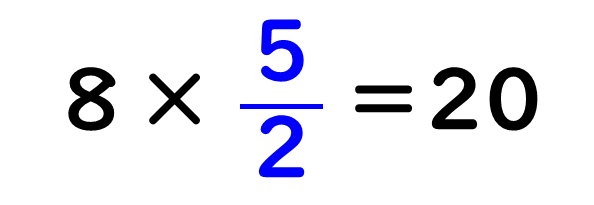 8 × 5/2 = 20